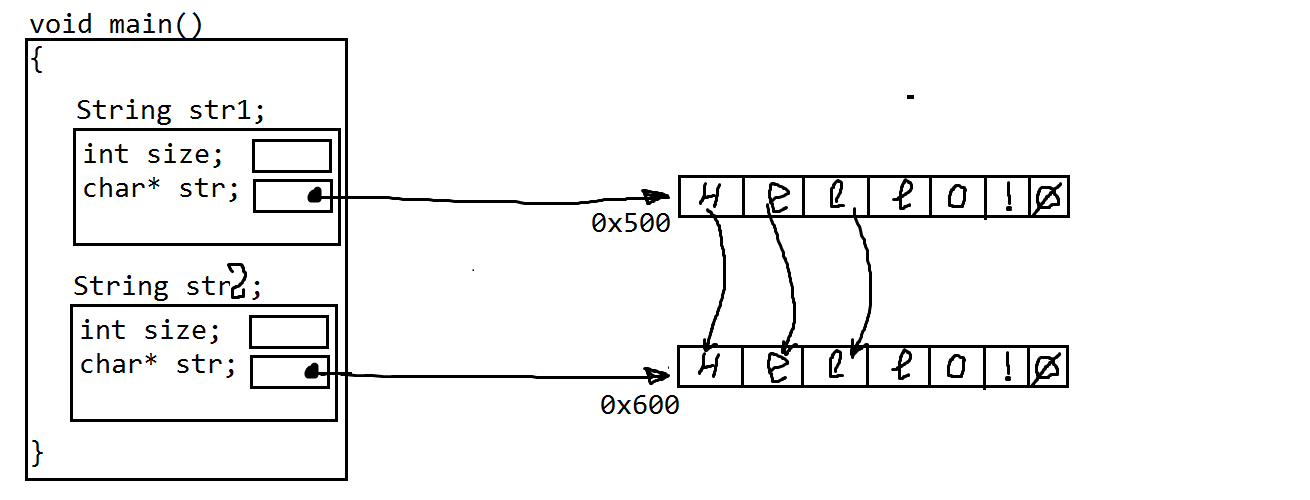 void main()
{
String str1;
int size;
char* str;
0x500
H e l l o ! Ø
String str2;
int size;
char* str;
0x600
H e l l o ! Ø
}